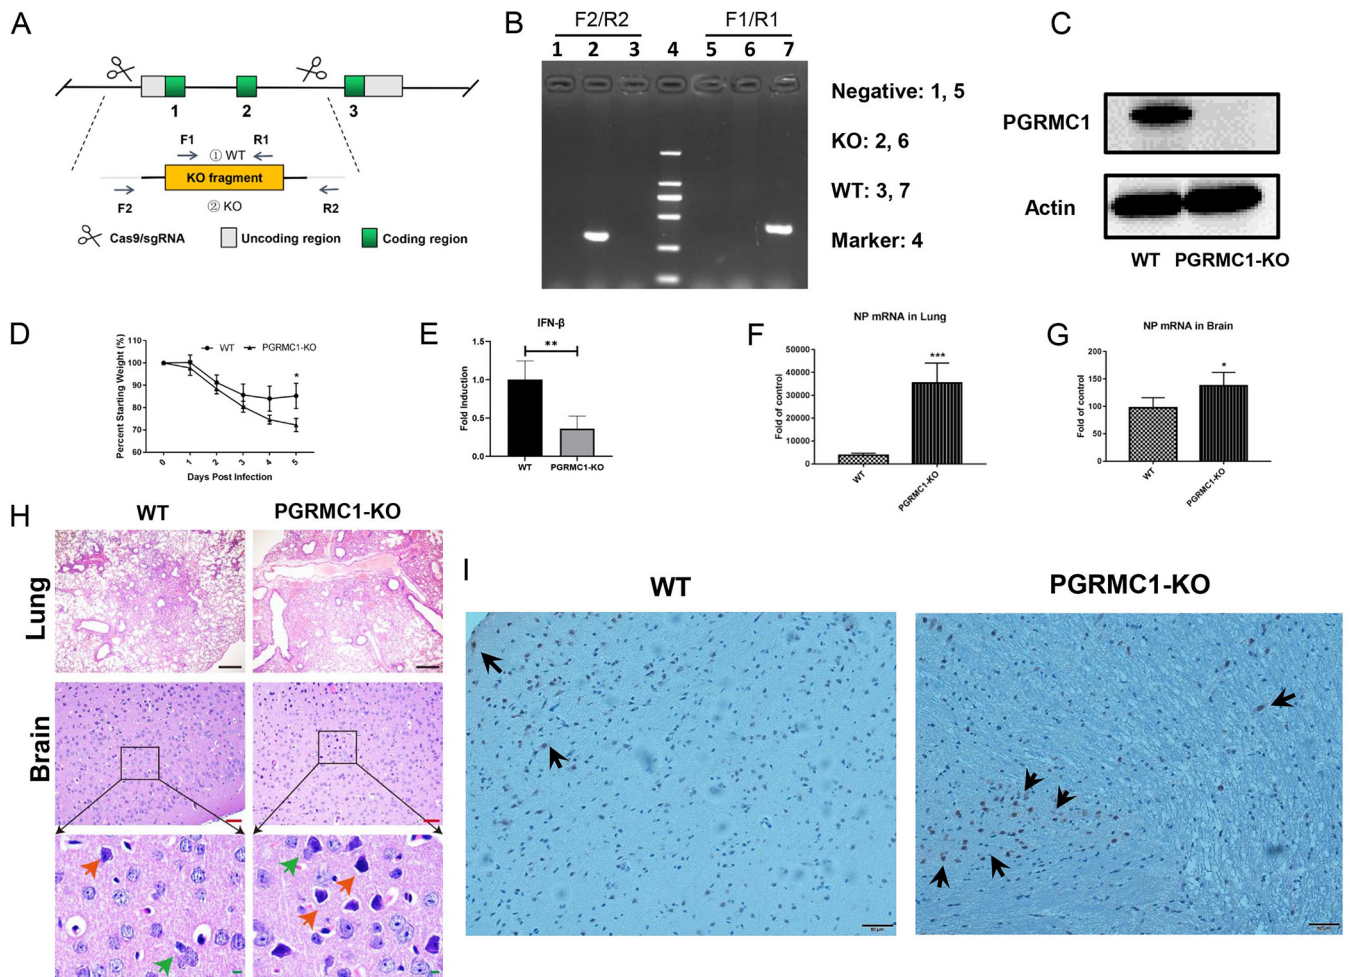 A
1
2
3
F1
R1
① WT
KO fragment
F2
R2
② KO
Cas9/sgRNA
Uncoding region
Coding region
B
F2/R2
F1/R1
1 2 3 4 5 6 7
Negative: 1, 5
KO: 2, 6
WT: 3, 7
Marker: 4
C
PGRMC1
Actin
WT PGRMC1-KO
D
WT PGRMC1-KO
Percent Starting Weight (%)
110
100
90
80
70
60
*
0 1 2 3 4 5
Days Post Infection
E
IFN-β
**
Fold Induction
1.5
1.0
0.5
0.0
WT PGRMC1-KO
F
NP mRNA in Lung
***
Fold of control
50000
40000
30000
20000
10000
0
WT
PGRMC1-KO
G
NP mRNA in Brain
*
Fold of control
200
150
100
50
0
WT
PGRMC1-KO
H
WT PGRMC1-KO
Lung
Brain
I
WT
PGRMC1-KO